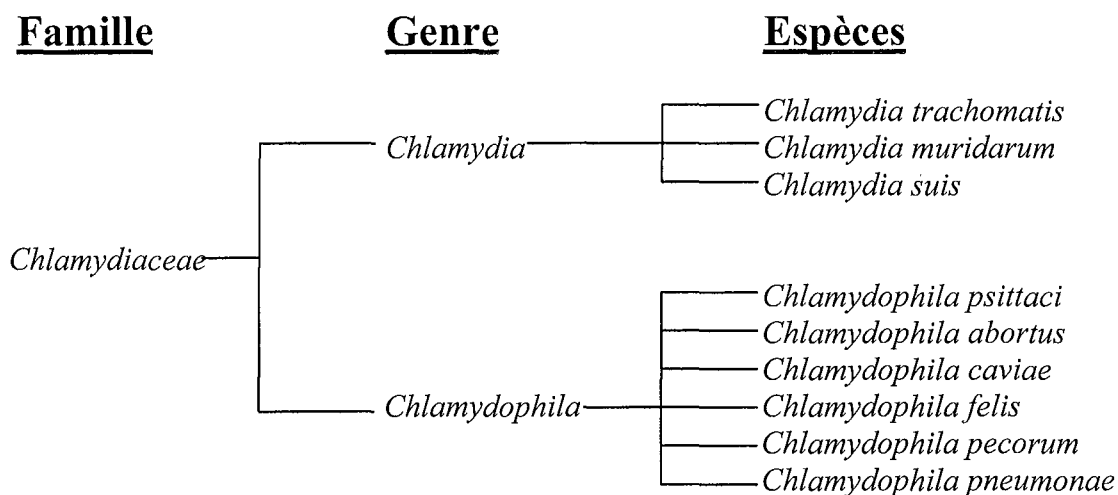 Famille Genre Espèces
Chlamydia trachomatis
Chlamydia Chlamydia muridarum
Chlamydia suis
Chlamydiaceae
Chlamydophila psittaci
Chlamydophila abortus
Chlamydophila caviae
Chlamydophila Chlamydophila felis
Chlamydophila pecorum
Chlamydophila pneumonae